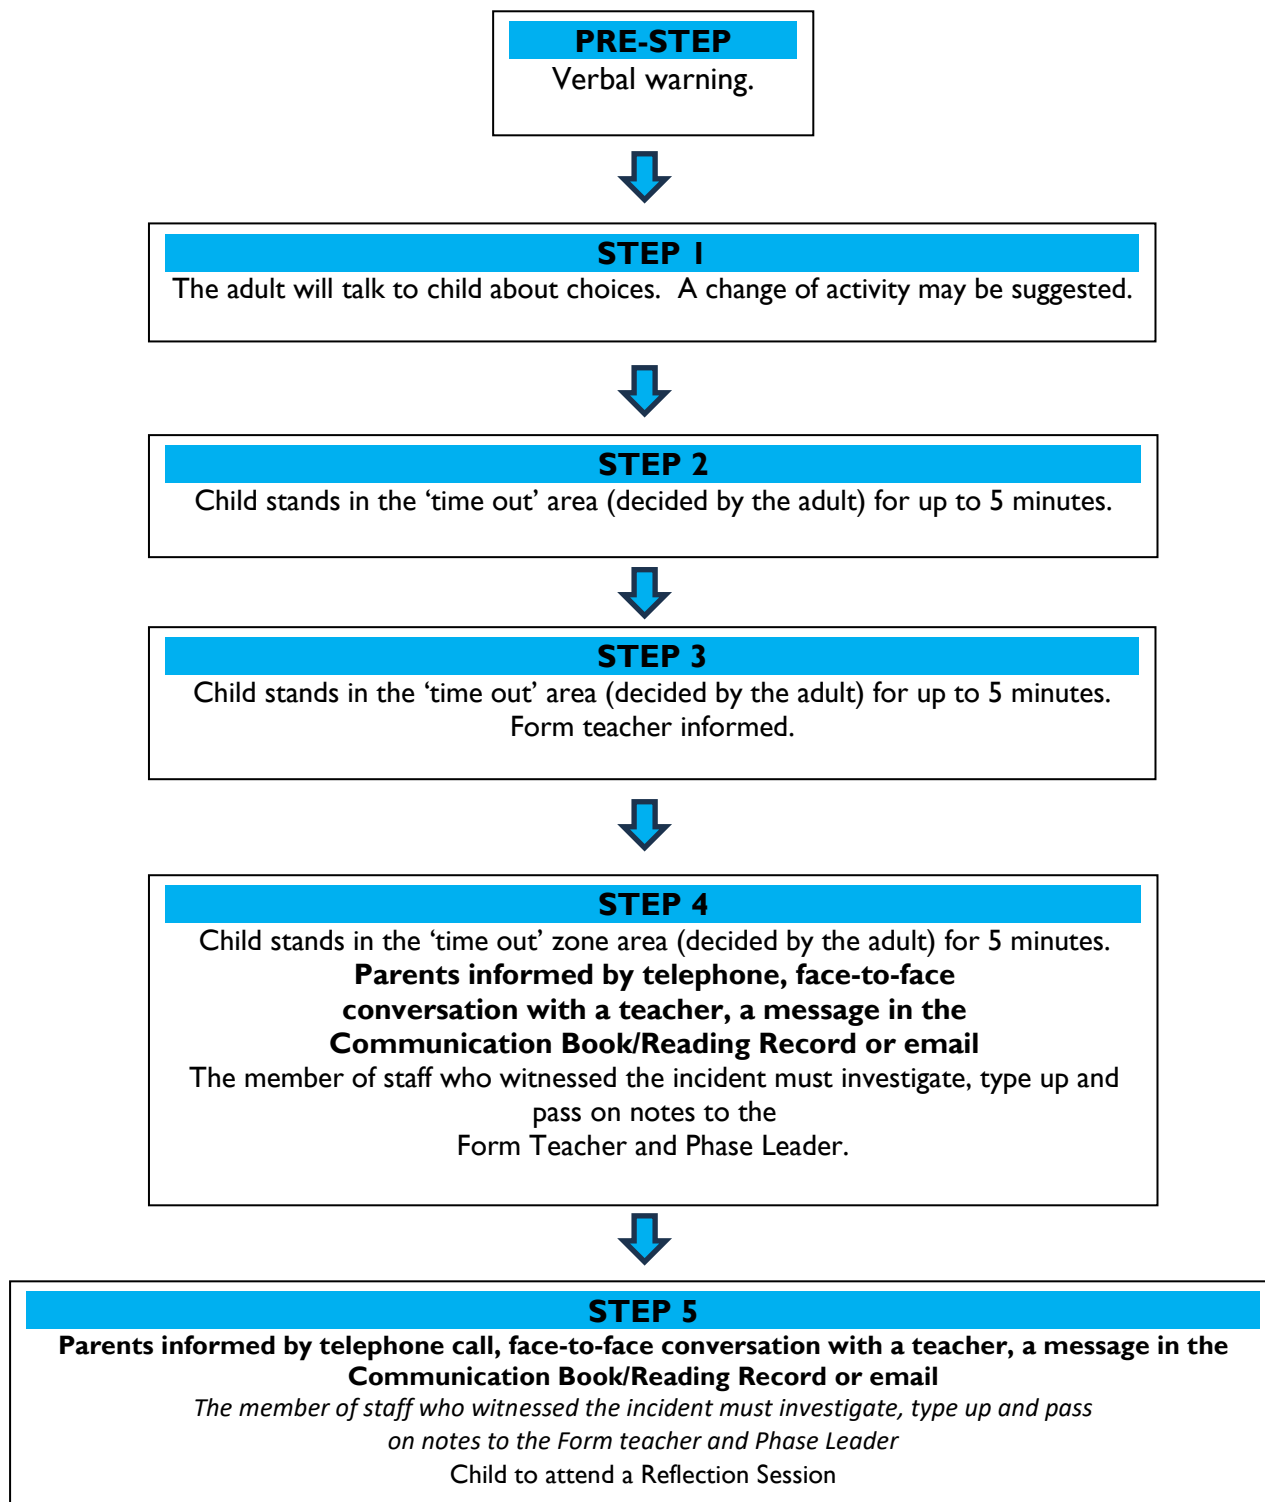 PRE-STEP
Verbal warning.
STEP 1
The adult will talk to child about choices.  A change of activity may be suggested.
STEP 2
Child stands in the ‘time out’ area (decided by the adult) for up to 5 minutes.
STEP 3
Child stands in the ‘time out’ area (decided by the adult) for up to 5 minutes.
Form teacher informed.
STEP 4
Child stands in the ‘time out’ zone area (decided by the adult) for 5 minutes.
Parents informed by telephone, face-to-face
conversation with a teacher, a message in the
Communication Book/Reading Record or email
The member of staff who witnessed the incident must investigate, type up and
pass on notes to the
Form Teacher and Phase Leader.
STEP 5
Parents informed by telephone call, face-to-face conversation with a teacher, a message in the
Communication Book/Reading Record or email
The member of staff who witnessed the incident must investigate, type up and pass
on notes to the Form teacher and Phase Leader
Child to attend a Reflection Session